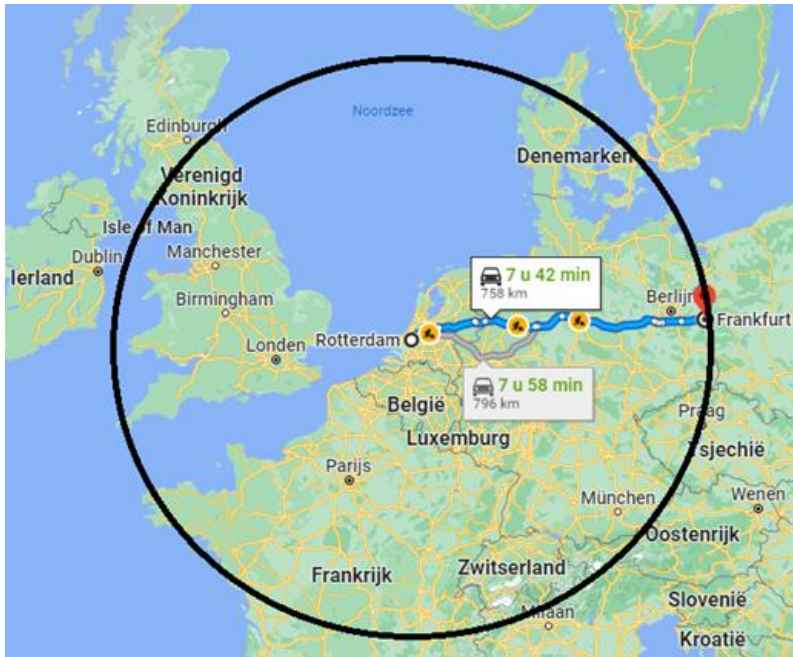 Noordzee
Edinburgh
Denemarken
Verenigd
Koninkrijk
Isle of Man
Dublin
Manchester
Ierland
7 u 42 min
758 km
Berlijn
Birmingham
Frankfurt
Rotterdam
Londen
7 u 58 min
796 km
België
Praag
Luxemburg
Tsjechië
Parijs
München
Wenen
Oostenrijk
Frankrijk
Zwitserland
Slovenië
Milaan
Kroatië